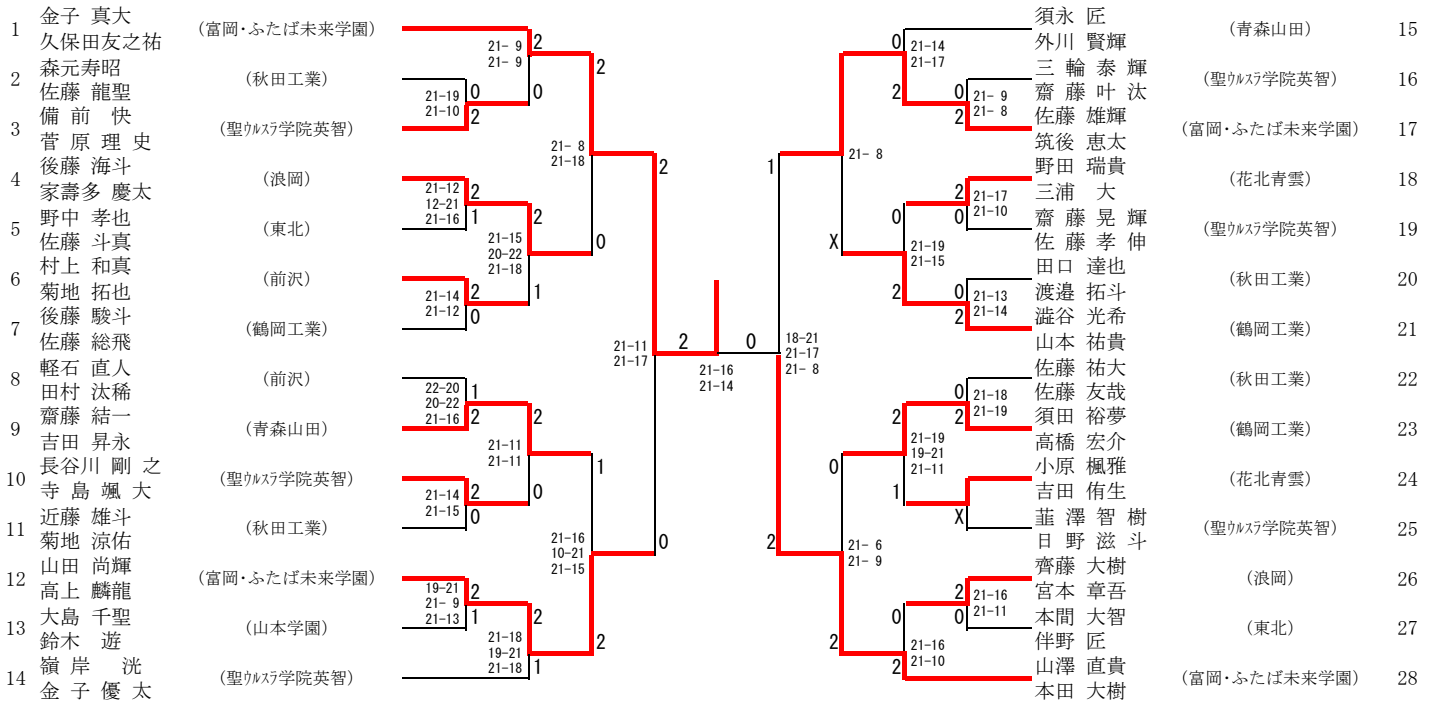 金子 真大
1 (富岡・ふたば未来学園)
久保田友之祐
森元寿昭
2 (秋田工業)
佐藤 龍聖
備前 快
3 (聖ウルスラ学院英智)
菅原理史
後藤 海斗
4 (浪岡)
家壽多 慶太
野中 孝也
5 (東北)
佐藤 斗真
村上 和真
6 (前沢)
菊地 拓也
後藤 駿斗
7 (鶴岡工業)
佐藤 総飛
軽石 直人
8 (前沢)
田村 汰稀
齋藤 結一
9 (青森山田)
吉田 昇永
長谷川 剛之
10 (聖ウルスラ学院英智)
寺島颯大
近藤 雄斗
11 (秋田工業)
菊地 涼佑
山田 尚輝
12 (富岡・ふたば未来学園)
高上 麟龍
大島 千聖
13 (山本学園)
鈴木 遊
嶺岸 洸
14 (聖ウルスラ学院英智)
金子優太
21- 9
21- 9
2
0
21-19
21-10
0
2
21- 8
21-18
2
0
21-12
12-21
21-16
2
1
21-15
20-22
21-18
2
1
21-14
21-12
2
0
21-11
21-17
2
0
22-20
20-22
21-16
1
2
21-11
21-11
2
0
21-14
21-15
2
0
21-16
10-21
21-15
1
2
19-21
21- 9
21-13
2
1
21-18
19-21
21-18
2
1
2
0
21-16
21-14
18-21
21-17
21- 8
1
2
0
21-14
21-17
2
0
21- 9
21- 8
2
21- 8
X
2
21-17
21-10
0
0
21-19
21-15
2
0
21-13
21-14
2
0
21-18
21-19
2
2
21-19
19-21
21-11
1
X
0
21- 6
21- 9
2
2
21-16
21-11
0
0
21-16
21-10
2
須永 匠
(青森山田) 15
外川 賢輝
三輪泰輝
(聖ウルスラ学院英智) 16
齋藤叶汰
佐藤 雄輝
(富岡・ふたば未来学園) 17
筑後 恵太
野田 瑞貴
(花北青雲) 18
三浦 大
齋藤晃輝
(聖ウルスラ学院英智) 19
佐藤孝伸
田口 達也
(秋田工業) 20
渡邉 拓斗
澁谷 光希
(鶴岡工業) 21
山本 祐貴
佐藤 祐大
(秋田工業) 22
佐藤 友哉
須田 裕夢
(鶴岡工業) 23
高橋 宏介
小原 楓雅
(花北青雲) 24
吉田 侑生
韮澤智樹
(聖ウルスラ学院英智) 25
日野滋斗
齊藤 大樹
(浪岡) 26
宮本 章吾
本間 大智
(東北) 27
伴野 匠
山澤 直貴
(富岡・ふたば未来学園) 28
本田 大樹